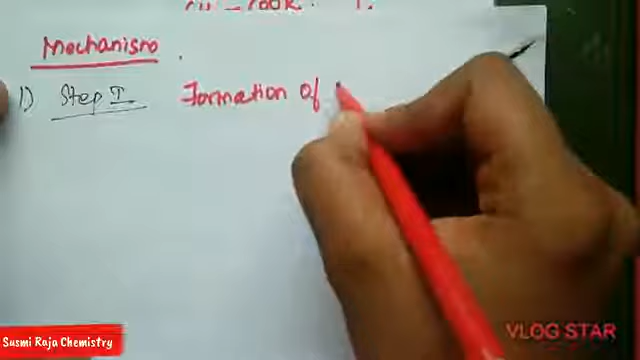 Mechanism.
1) Step I Formation of
VLOG STAR
Susmi Raja Chemistry